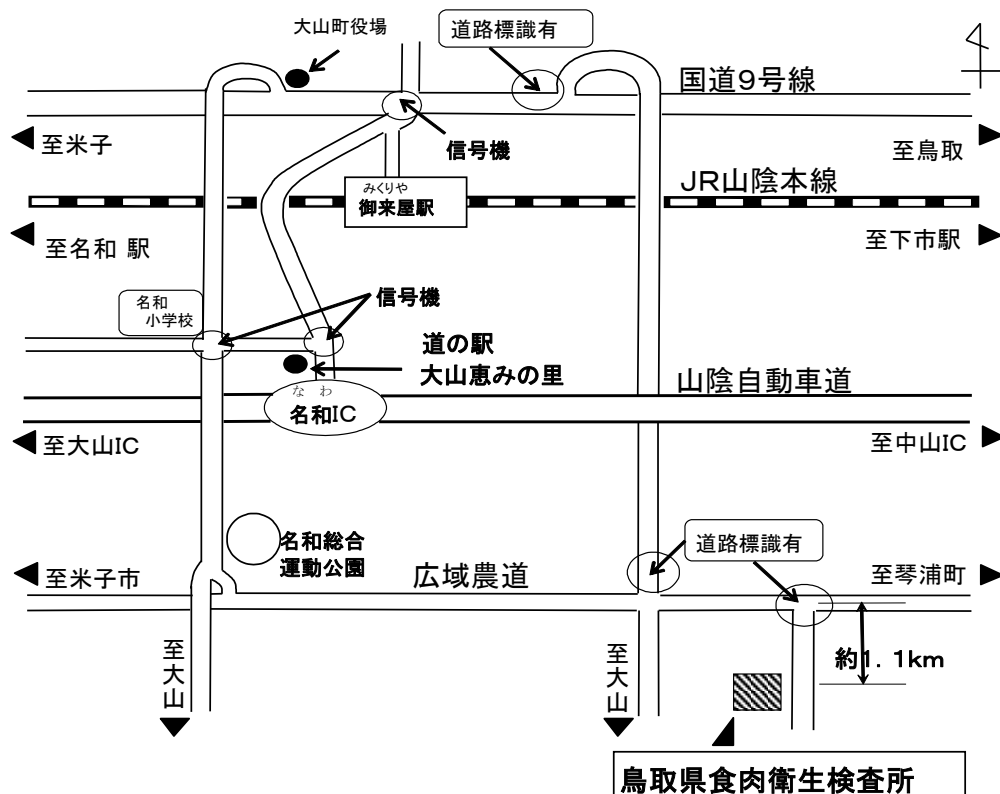 大山町役場
道路標識有
国道9号線
至米子
信号機
至鳥取
JR山陰本線
みくりや
御来屋駅
至名和 駅
至下市駅
名和
小学校
信号機
道の駅
大山恵みの里
山陰自動車道
な わ
名和IC
至大山IC
至中山IC
名和総合
運動公園
道路標識有
至米子市
広域農道
至琴浦町
至大山
至大山
約1.1km
鳥取県食肉衛生検査所